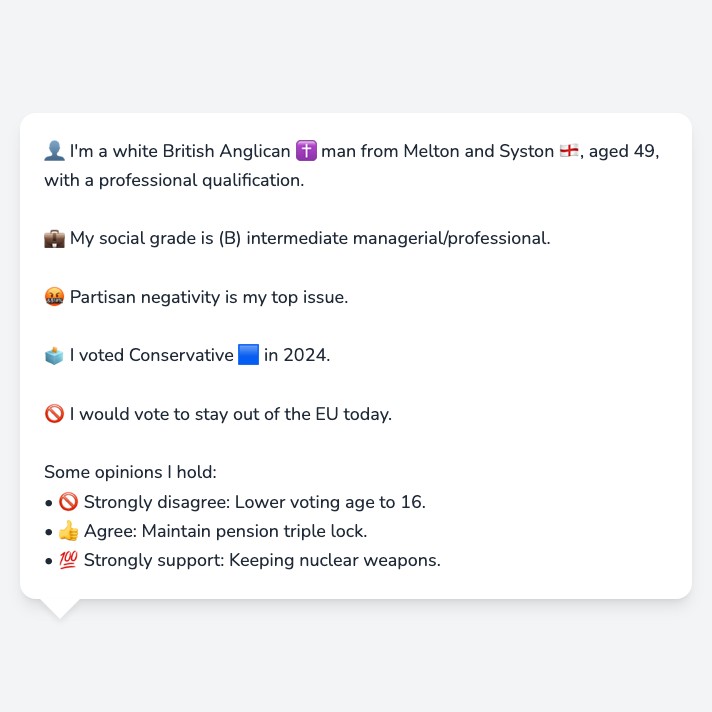 👤 I'm a white British Anglican ✝️ man from Melton and Syston 🏴󠁧󠁢󠁥󠁮󠁧󠁿, aged 49,
with a professional qualification.
💼 My social grade is (B) intermediate managerial/professional.
🤬 Partisan negativity is my top issue.
🗳️ I voted Conservative 🟦 in 2024.
🚫 I would vote to stay out of the EU today.
Some opinions I hold:
• 🚫 Strongly disagree: Lower voting age to 16.
• 👍 Agree: Maintain pension triple lock.
• 💯 Strongly support: Keeping nuclear weapons.